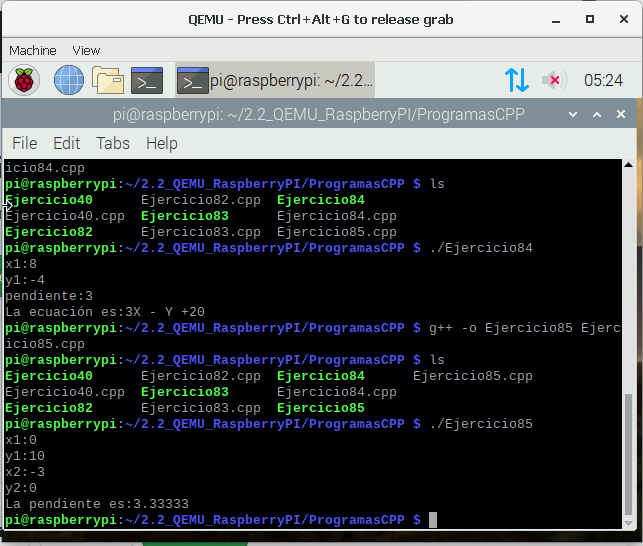 QEMU - Press Ctrl+Alt+G to release grab
Machine View
pi@raspberrypi: ~/2.2... 05:24
pi@raspberrypi: ~/2.2_QEMU_RaspberryPI/ProgramasCPP
File Edit Tabs Help
icio84.cpp
pi@raspberrypi:~/2.2_QEMU_RaspberryPI/ProgramasCPP $ ls
Ejercicio40 Ejercicio82.cpp Ejercicio84
Ejercicio40.cpp Ejercicio83 Ejercicio84.cpp
Ejercicio82 Ejercicio83.cpp Ejercicio85.cpp
pi@raspberrypi:~/2.2_QEMU_RaspberryPI/ProgramasCPP $ ./Ejercicio84
x1:8
y1:-4
pendiente:3
La ecuación es:3X - Y +20
pi@raspberrypi:~/2.2_QEMU_RaspberryPI/ProgramasCPP $ g++ -o Ejercicio85 Ejerc
icio85.cpp
pi@raspberrypi:~/2.2_QEMU_RaspberryPI/ProgramasCPP $ ls
Ejercicio40 Ejercicio82.cpp Ejercicio84 Ejercicio85.cpp
Ejercicio40.cpp Ejercicio83 Ejercicio84.cpp
Ejercicio82 Ejercicio83.cpp Ejercicio85
pi@raspberrypi:~/2.2_QEMU_RaspberryPI/ProgramasCPP $ ./Ejercicio85
x1:0
y1:10
x2:-3
y2:0
La pendiente es:3.33333
pi@raspberrypi:~/2.2_QEMU_RaspberryPI/ProgramasCPP $